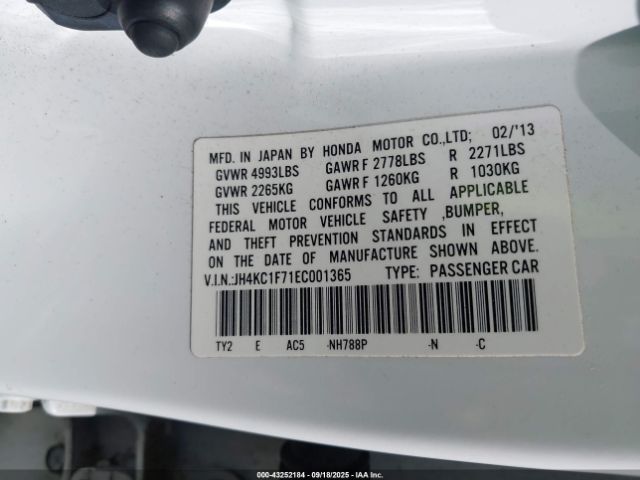 MFD. IN JAPAN BY HONDA MOTOR CO.,LTD; 02/'13
GVWR 4993LBS GAWR F 2778LBS R 2271LBS
GVWR 2265KG GAWR F 1260KG R 1030KG
THIS VEHICLE CONFORMS TO ALL APPLICABLE
FEDERAL MOTOR VEHICLE SAFETY ,BUMPER,
AND THEFT PREVENTION STANDARDS IN EFFECT
ON THE DATE OF MANUFACTURE SHOWN ABOVE.
V.I.N.:JH4KC1F71EC001365 TYPE: PASSENGER CAR
TY2 E AC5 -NH788P -N -C
000-43252184 09/18/2025 IAAI.COM